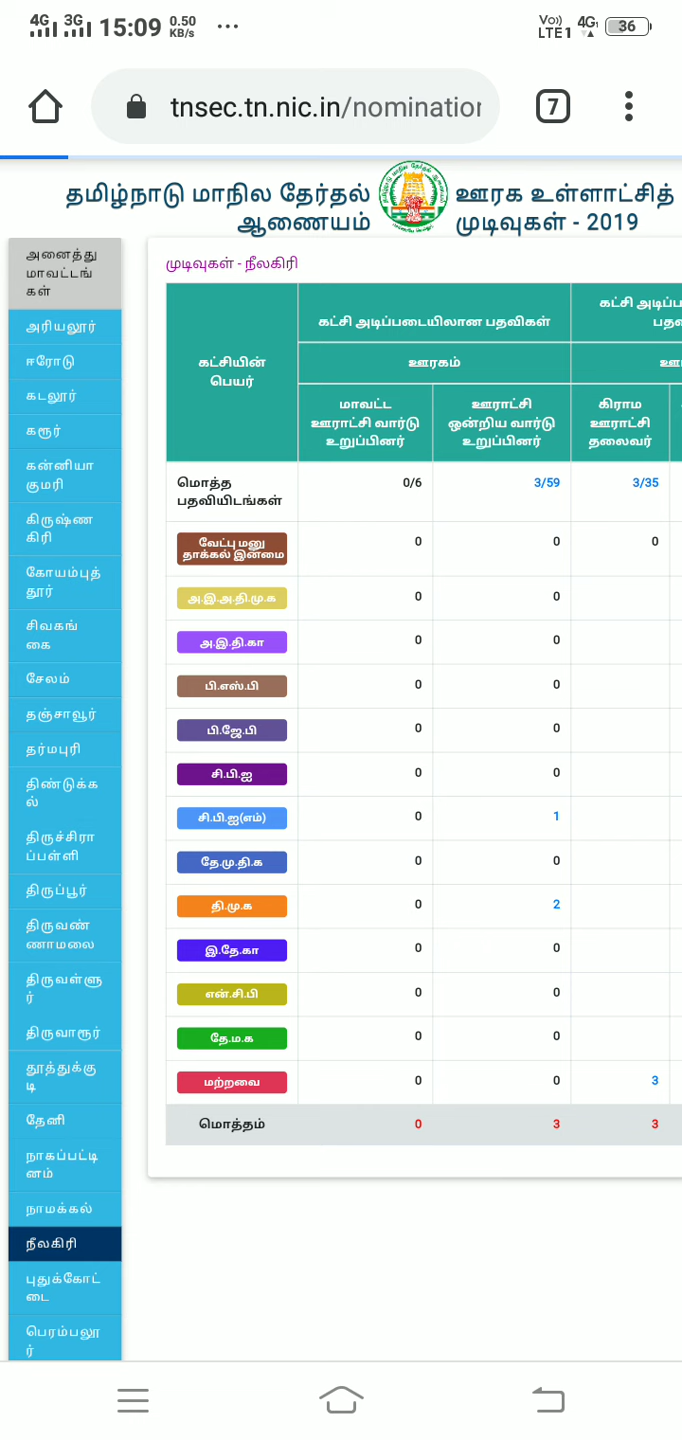 4G 3G 15:09 0.50 KB/s ... Vo)) LTE1 4G 36
tnsec.tn.nic.in/nomination
7
தமிழ்நாடு மாநில தேர்தல்
ஆணையம்
ஊரக உள்ளாட்சித்
முடிவுகள் - 2019
அனைத்து
மாவட்டங்
கள்
அரியலூர்
ஈரோடு
கடலூர்
கரூர்
கன்னியா
குமரி
கிருஷ்ண
கிரி
கோயம்புத்
தூர்
சிவகங்
கை
சேலம்
தஞ்சாவூர்
தர்மபுரி
திண்டுக்க
ல்
திருச்சிரா
ப்பள்ளி
திருப்பூர்
திருவண்
ணாமலை
திருவள்ளு
ர்
திருவாரூர்
தூத்துக்கு
டி
தேனி
நாகப்பட்டி
னம்
நாமக்கல்
நீலகிரி
புதுக்கோட்
டை
பெரம்பலூ
ர்
முடிவுகள் - நீலகிரி
கட்சியின்
பெயர்
கட்சி அடிப்படையிலான பதவிகள்
கட்சி அடிப்ப
பதவ
ஊரகம்
ஊ
மாவட்ட
ஊராட்சி வார்டு
உறுப்பினர்
ஊராட்சி
ஒன்றிய வார்டு
உறுப்பினர்
கிராம
ஊராட்சி
தலைவர்
மொத்த
பதவியிடங்கள்
0/6 3/59 3/35
வேட்பு மனு
தாக்கல் இன்மை
0 0 0
அ.இ.அ.தி.மு.க 0 0
அ.இ.தி.கா 0 0
பி.எஸ்.பி 0 0
பி.ஜே.பி 0 0
சி.பி.ஐ 0 0
சி.பி.ஐ(எம்) 0 1
தே.மு.தி.க 0 0
தி.மு.க 0 2
இ.தே.கா 0 0
என்.சி.பி 0 0
தே.ம.க 0 0
மற்றவை 0 0 3
மொத்தம் 0 3 3